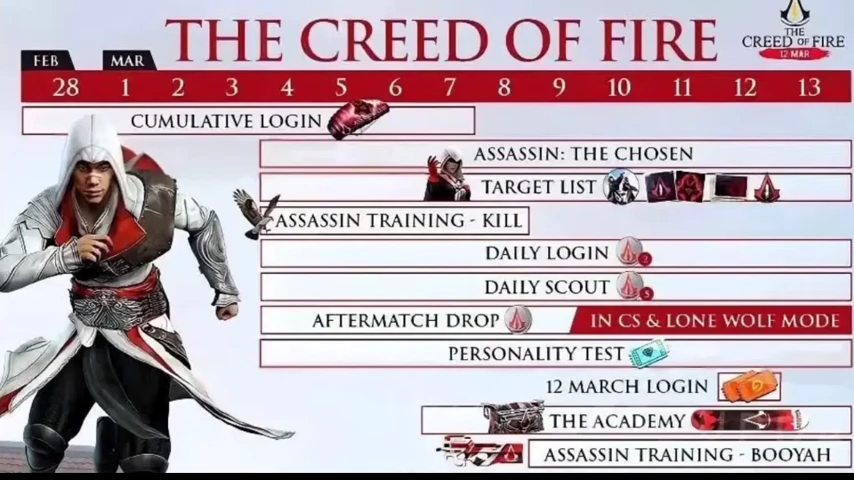 THE CREED OF FIRE
THE
CREED OF FIRE
12 MAR
FEB MAR
28 1 2 3 4 5 6 7 8 9 10 11 12 13
CUMULATIVE LOGIN
ASSASSIN: THE CHOSEN
TARGET LIST
ASSASSIN TRAINING - KILL
DAILY LOGIN
DAILY SCOUT
5
AFTERMATCH DROP IN CS & LONE WOLF MODE
PERSONALITY TEST
12 MARCH LOGIN
THE ACADEMY
ASSASSIN TRAINING - BOOYAH